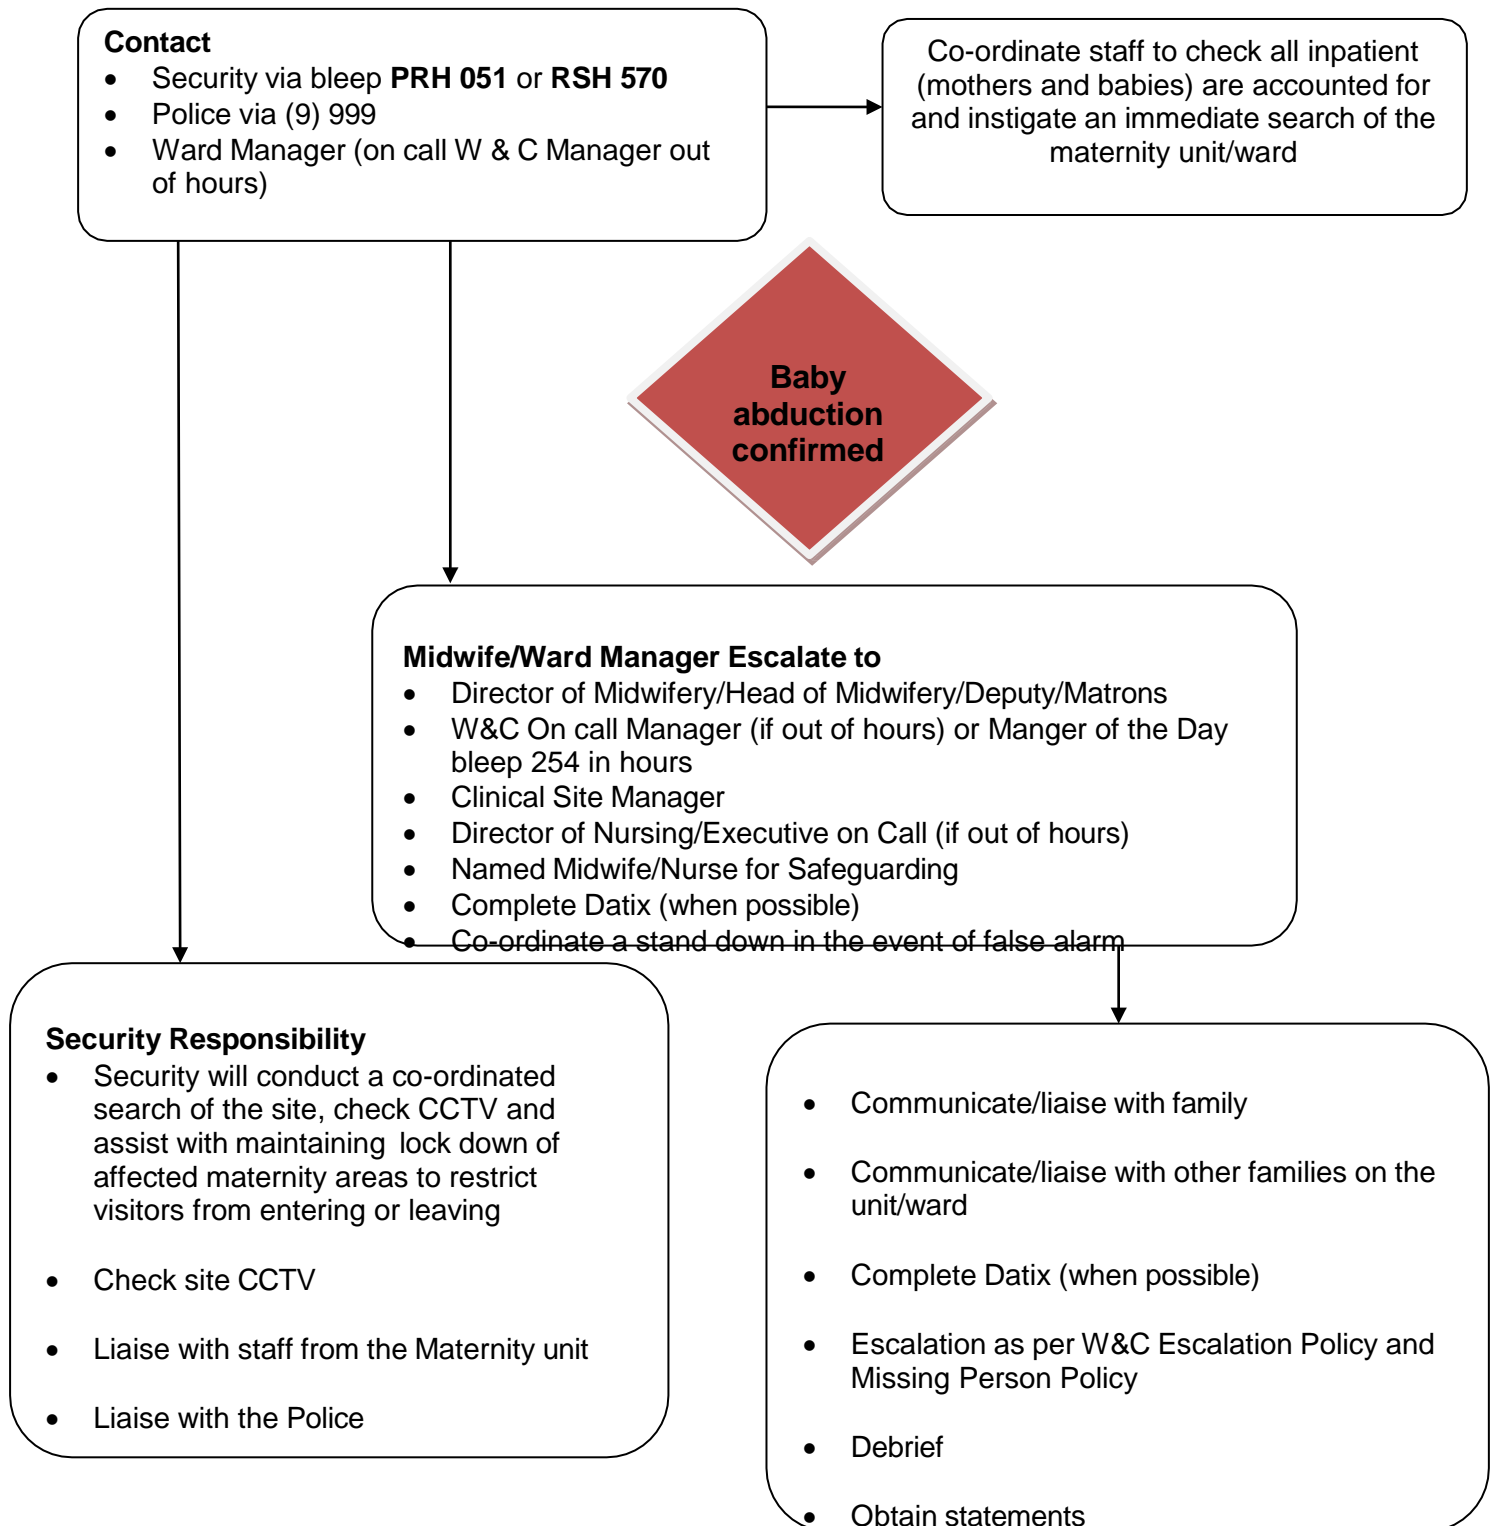 Contact
• Security via bleep PRH 051 or RSH 570
• Police via (9) 999
• Ward Manager (on call W & C Manager out
of hours)
Co-ordinate staff to check all inpatient
(mothers and babies) are accounted for
and instigate an immediate search of the
maternity unit/ward
Baby
abduction
confirmed
Midwife/Ward Manager Escalate to
• Director of Midwifery/Head of Midwifery/Deputy/Matrons
• W&C On call Manager (if out of hours) or Manger of the Day
bleep 254 in hours
• Clinical Site Manager
• Director of Nursing/Executive on Call (if out of hours)
• Named Midwife/Nurse for Safeguarding
• Complete Datix (when possible)
• Co-ordinate a stand down in the event of false alarm
Security Responsibility
• Security will conduct a co-ordinated
search of the site, check CCTV and
assist with maintaining lock down of
affected maternity areas to restrict
visitors from entering or leaving
• Check site CCTV
• Liaise with staff from the Maternity unit
• Liaise with the Police
• Communicate/liaise with family
• Communicate/liaise with other families on the
unit/ward
• Complete Datix (when possible)
• Escalation as per W&C Escalation Policy and
Missing Person Policy
• Debrief
• Obtain statements